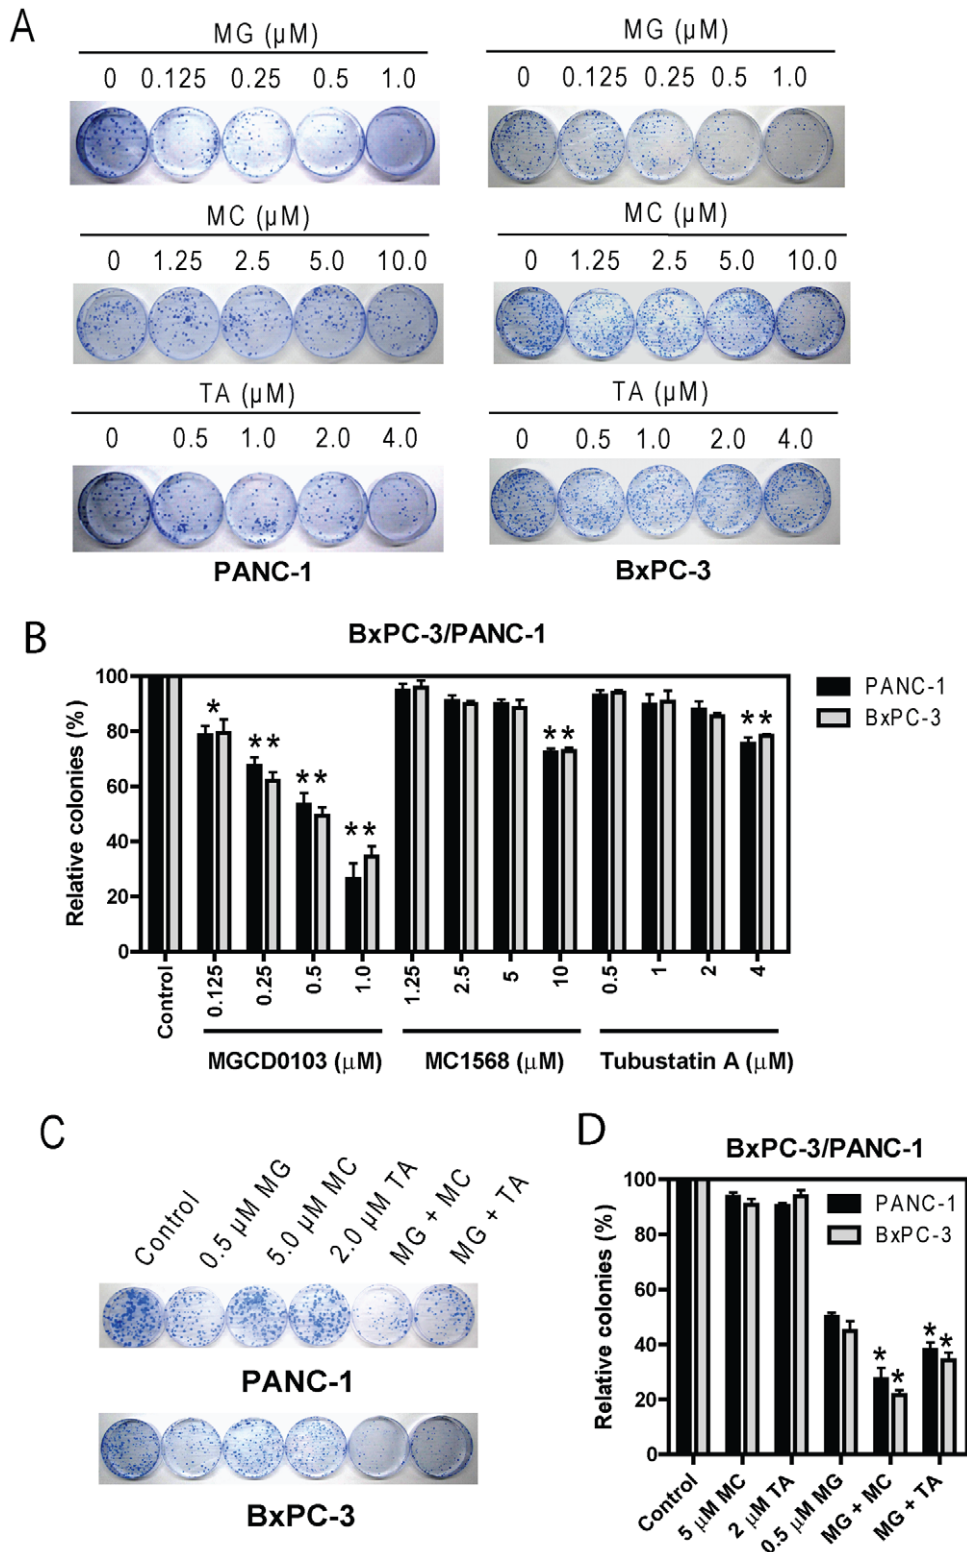 A
MG (µM)
0 0.125 0.25 0.5 1.0
MG (µM)
0 0.125 0.25 0.5 1.0
MC (µM)
0 1.25 2.5 5.0 10.0
MC (µM)
0 1.25 2.5 5.0 10.0
TA (µM)
0 0.5 1.0 2.0 4.0
TA (µM)
0 0.5 1.0 2.0 4.0
PANC-1
BxPC-3
B
BxPC-3/PANC-1
Relative colonies (%)
100
80
60
40
20
0
*
**
**
**
**
**
PANC-1
BxPC-3
Control 0.125 0.25 0.5 1.0 1.25 2.5 5 10 0.5 1 2 4
MGCD0103 (µM) MC1568 (µM) Tubustatin A (µM)
C
Control 0.5 µM MG 5.0 µM MC 2.0 µM TA MG + MC MG + TA
PANC-1
BxPC-3
D
BxPC-3/PANC-1
Relative colonies (%)
100
80
60
40
20
0
PANC-1
BxPC-3
* * * *
Control 5 µM MC 2 µM TA 0.5 µM MG MG + MC MG + TA